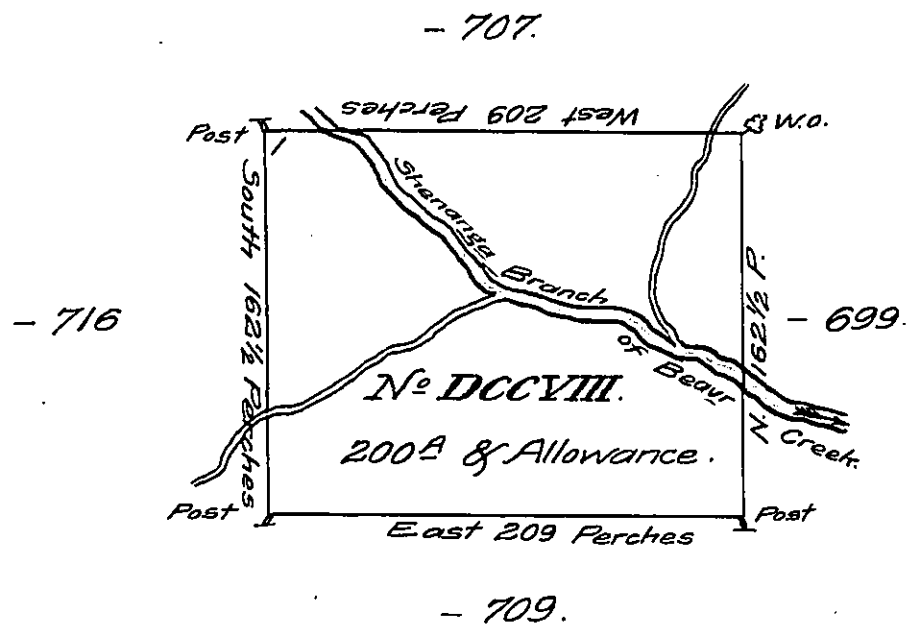 - 707.
West 209 Perches
Post
W.O.
South 162½ Perches
Shenanga Branch
of Beavr Creek.
N. 162½ P.
- 716
- 699.
Nº DCCVIII.
200A & Allowance.
Post
Post
East 209 Perches
- 709.